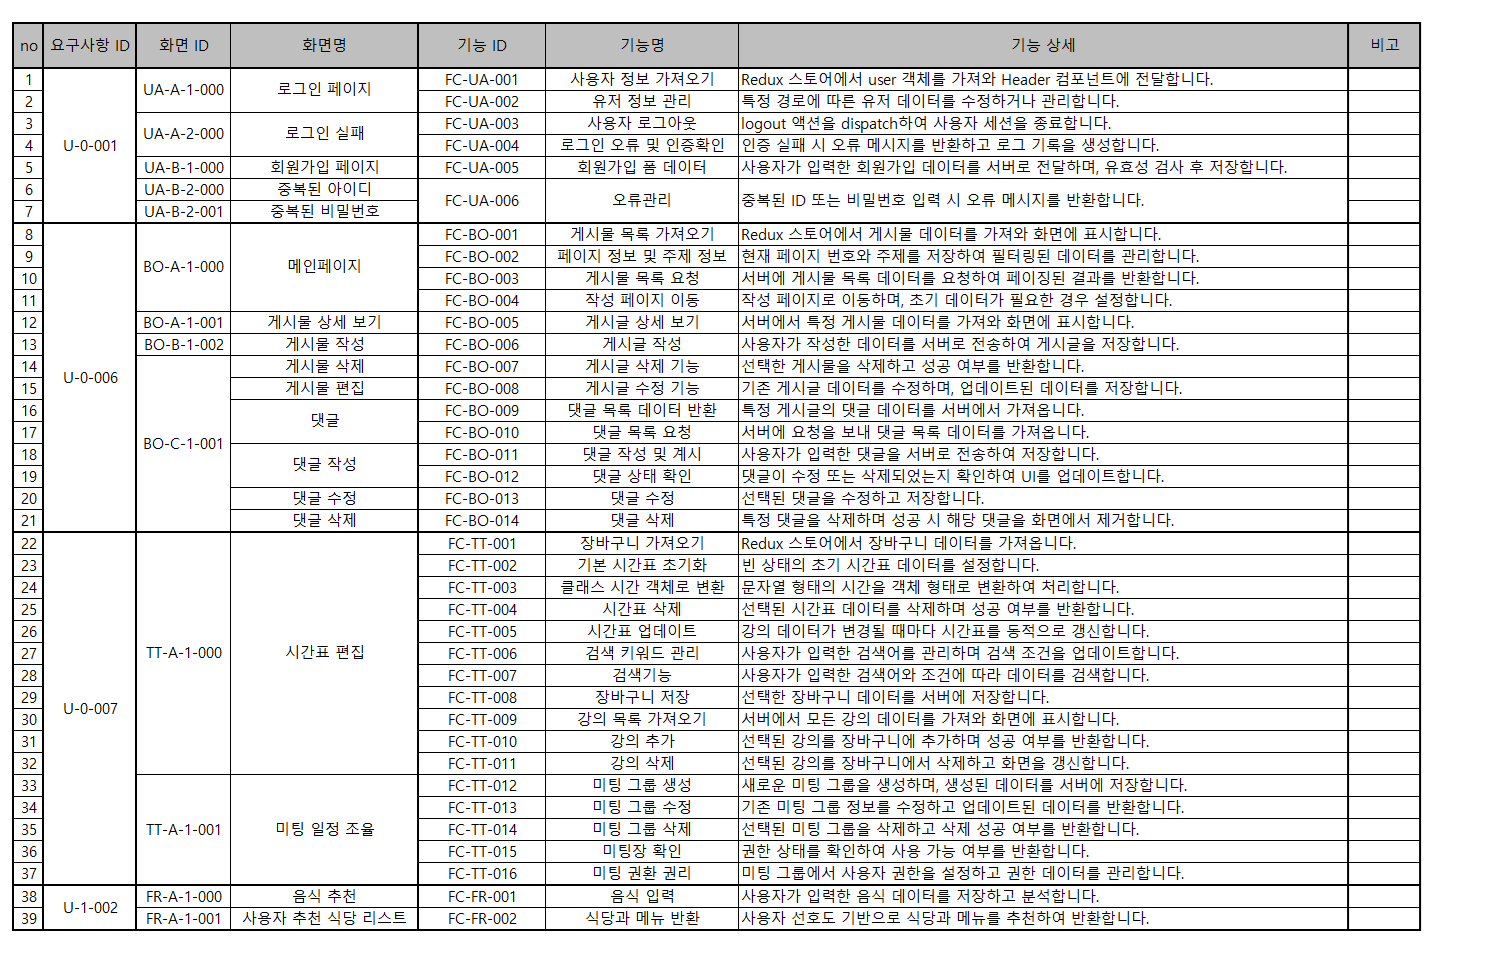 no 요구사항 ID 화면 ID 화면명 기능 ID 기능명 기능 상세 비고
1 U-0-001 UA-A-1-000 로그인 페이지 FC-UA-001 사용자 정보 가져오기 Redux 스토어에서 user 객체를 가져와 Header 컴포넌트에 전달합니다.
2 FC-UA-002 유저 정보 관리 특정 경로에 따른 유저 데이터를 수정하거나 관리합니다.
3 UA-A-2-000 로그인 실패 FC-UA-003 사용자 로그아웃 logout 액션을 dispatch하여 사용자 세션을 종료합니다.
4 FC-UA-004 로그인 오류 및 인증확인 인증 실패 시 오류 메시지를 반환하고 로그 기록을 생성합니다.
5 UA-B-1-000 회원가입 페이지 FC-UA-005 회원가입 폼 데이터 사용자가 입력한 회원가입 데이터를 서버로 전달하며, 유효성 검사 후 저장합니다.
6 UA-B-2-000 중복된 아이디 FC-UA-006 오류관리 중복된 ID 또는 비밀번호 입력 시 오류 메시지를 반환합니다.
7 UA-B-2-001 중복된 비밀번호
8 U-0-006 BO-A-1-000 메인페이지 FC-BO-001 게시물 목록 가져오기 Redux 스토어에서 게시물 데이터를 가져와 화면에 표시합니다.
9 FC-BO-002 페이지 정보 및 주제 정보 현재 페이지 번호와 주제를 저장하여 필터링된 데이터를 관리합니다.
10 FC-BO-003 게시물 목록 요청 서버에 게시물 목록 데이터를 요청하여 페이징된 결과를 반환합니다.
11 FC-BO-004 작성 페이지 이동 작성 페이지로 이동하며, 초기 데이터가 필요한 경우 설정합니다.
12 BO-A-1-001 게시물 상세 보기 FC-BO-005 게시글 상세 보기 서버에서 특정 게시물 데이터를 가져와 화면에 표시합니다.
13 BO-B-1-002 게시물 작성 FC-BO-006 게시글 작성 사용자가 작성한 데이터를 서버로 전송하여 게시글을 저장합니다.
14 BO-C-1-001 게시물 삭제 FC-BO-007 게시글 삭제 기능 선택한 게시물을 삭제하고 성공 여부를 반환합니다.
15 게시물 편집 FC-BO-008 게시글 수정 기능 기존 게시글 데이터를 수정하며, 업데이트된 데이터를 저장합니다.
16 댓글 FC-BO-009 댓글 목록 데이터 반환 특정 게시글의 댓글 데이터를 서버에서 가져옵니다.
17 FC-BO-010 댓글 목록 요청 서버에 요청을 보내 댓글 목록 데이터를 가져옵니다.
18 댓글 작성 FC-BO-011 댓글 작성 및 계시 사용자가 입력한 댓글을 서버로 전송하여 저장합니다.
19 FC-BO-012 댓글 상태 확인 댓글이 수정 또는 삭제되었는지 확인하여 UI를 업데이트합니다.
20 댓글 수정 FC-BO-013 댓글 수정 선택된 댓글을 수정하고 저장합니다.
21 댓글 삭제 FC-BO-014 댓글 삭제 특정 댓글을 삭제하며 성공 시 해당 댓글을 화면에서 제거합니다.
22 U-0-007 TT-A-1-000 시간표 편집 FC-TT-001 장바구니 가져오기 Redux 스토어에서 장바구니 데이터를 가져옵니다.
23 FC-TT-002 기본 시간표 초기화 빈 상태의 초기 시간표 데이터를 설정합니다.
24 FC-TT-003 클래스 시간 객체로 변환 문자열 형태의 시간을 객체 형태로 변환하여 처리합니다.
25 FC-TT-004 시간표 삭제 선택된 시간표 데이터를 삭제하며 성공 여부를 반환합니다.
26 FC-TT-005 시간표 업데이트 강의 데이터가 변경될 때마다 시간표를 동적으로 갱신합니다.
27 FC-TT-006 검색 키워드 관리 사용자가 입력한 검색어를 관리하며 검색 조건을 업데이트합니다.
28 FC-TT-007 검색기능 사용자가 입력한 검색어와 조건에 따라 데이터를 검색합니다.
29 FC-TT-008 장바구니 저장 선택한 장바구니 데이터를 서버에 저장합니다.
30 FC-TT-009 강의 목록 가져오기 서버에서 모든 강의 데이터를 가져와 화면에 표시합니다.
31 FC-TT-010 강의 추가 선택된 강의를 장바구니에 추가하며 성공 여부를 반환합니다.
32 FC-TT-011 강의 삭제 선택된 강의를 장바구니에서 삭제하고 화면을 갱신합니다.
33 TT-A-1-001 미팅 일정 조율 FC-TT-012 미팅 그룹 생성 새로운 미팅 그룹을 생성하며, 생성된 데이터를 서버에 저장합니다.
34 FC-TT-013 미팅 그룹 수정 기존 미팅 그룹 정보를 수정하고 업데이트된 데이터를 반환합니다.
35 FC-TT-014 미팅 그룹 삭제 선택된 미팅 그룹을 삭제하고 삭제 성공 여부를 반환합니다.
36 FC-TT-015 미팅장 확인 권한 상태를 확인하여 사용 가능 여부를 반환합니다.
37 FC-TT-016 미팅 권환 권리 미팅 그룹에서 사용자 권한을 설정하고 권한 데이터를 관리합니다.
38 U-1-002 FR-A-1-000 음식 추천 FC-FR-001 음식 입력 사용자가 입력한 음식 데이터를 저장하고 분석합니다.
39 FR-A-1-001 사용자 추천 식당 리스트 FC-FR-002 식당과 메뉴 반환 사용자 선호도 기반으로 식당과 메뉴를 추천하여 반환합니다.